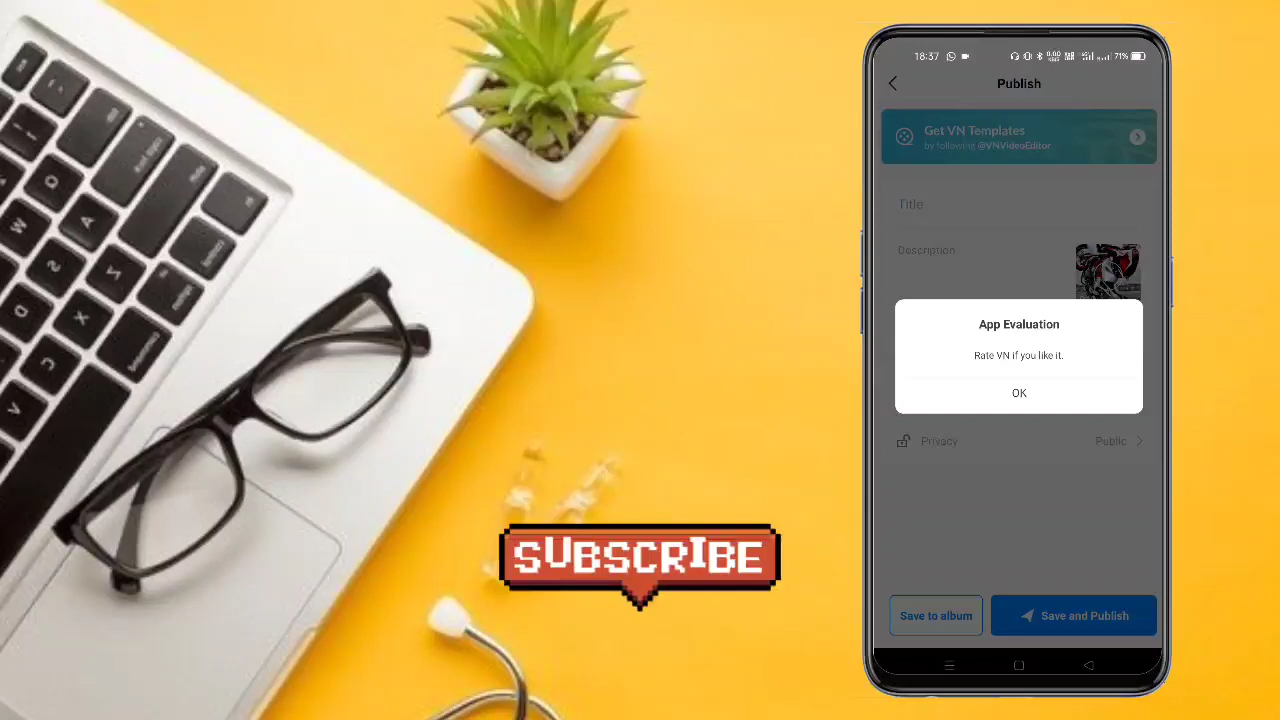 18:37
71%
Publish
Get VN Templates
by following @VNVideoEditor
Title
Description
App Evaluation
Rate VN if you like it.
OK
Privacy
Public
Save to album
Save and Publish
SUBSCRIBE